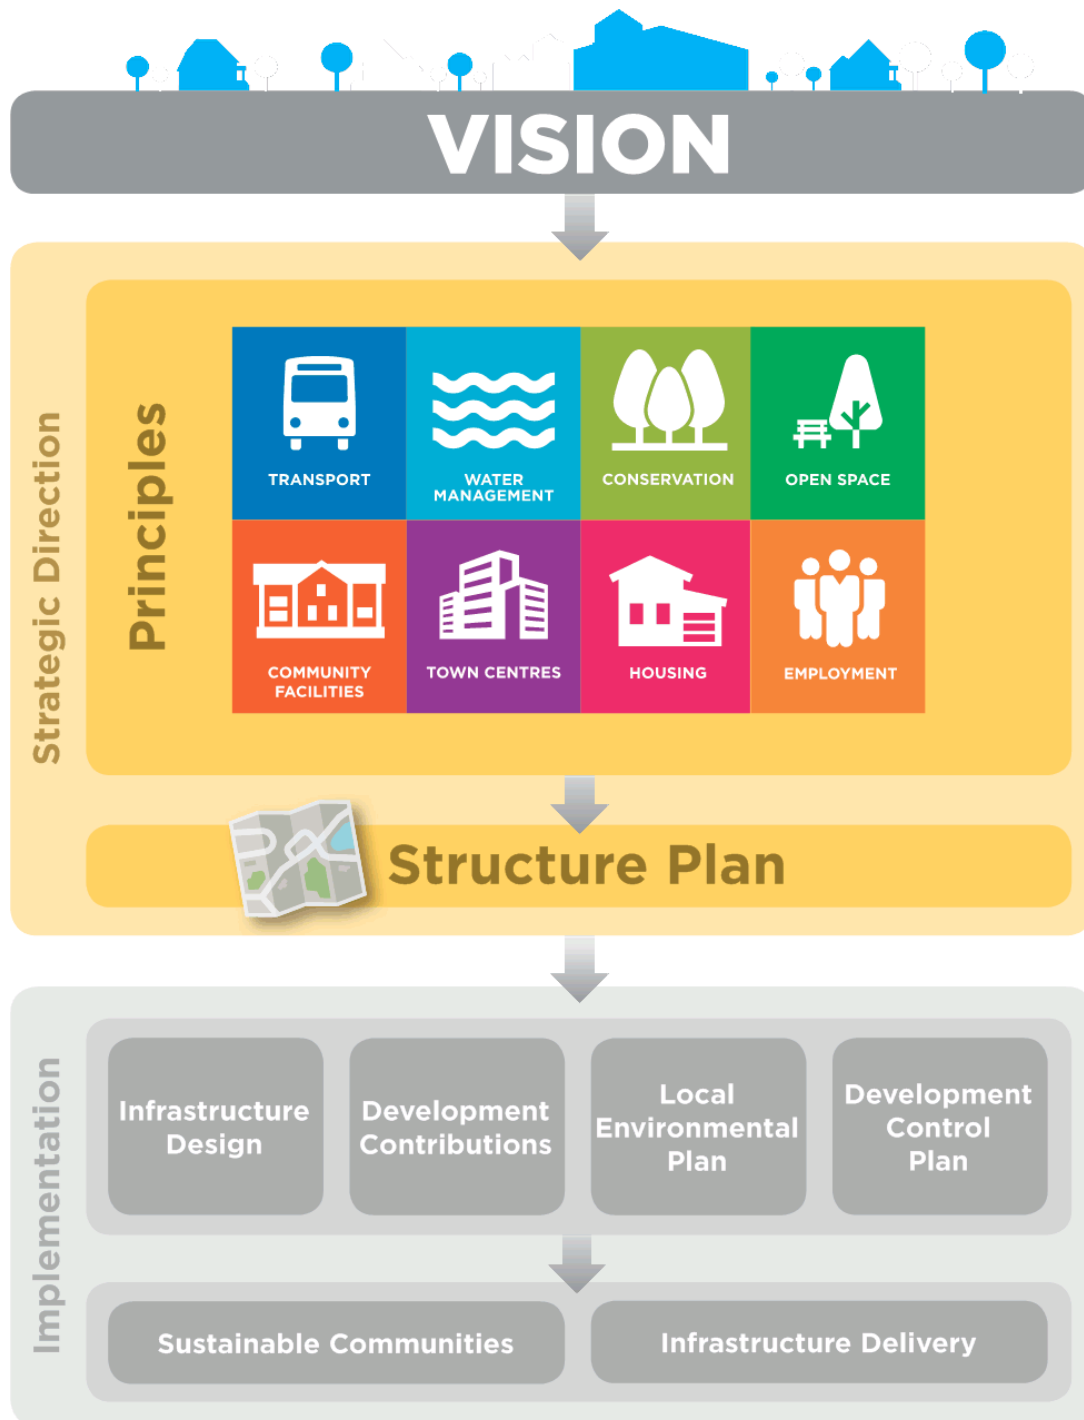 VISION
Strategic Direction
Principles
TRANSPORT
WATER
MANAGEMENT
CONSERVATION
OPEN SPACE
COMMUNITY
FACILITIES
TOWN CENTRES
HOUSING
EMPLOYMENT
Structure Plan
Implementation
Infrastructure
Design
Development
Contributions
Local
Environmental
Plan
Development
Control
Plan
Sustainable Communities
Infrastructure Delivery